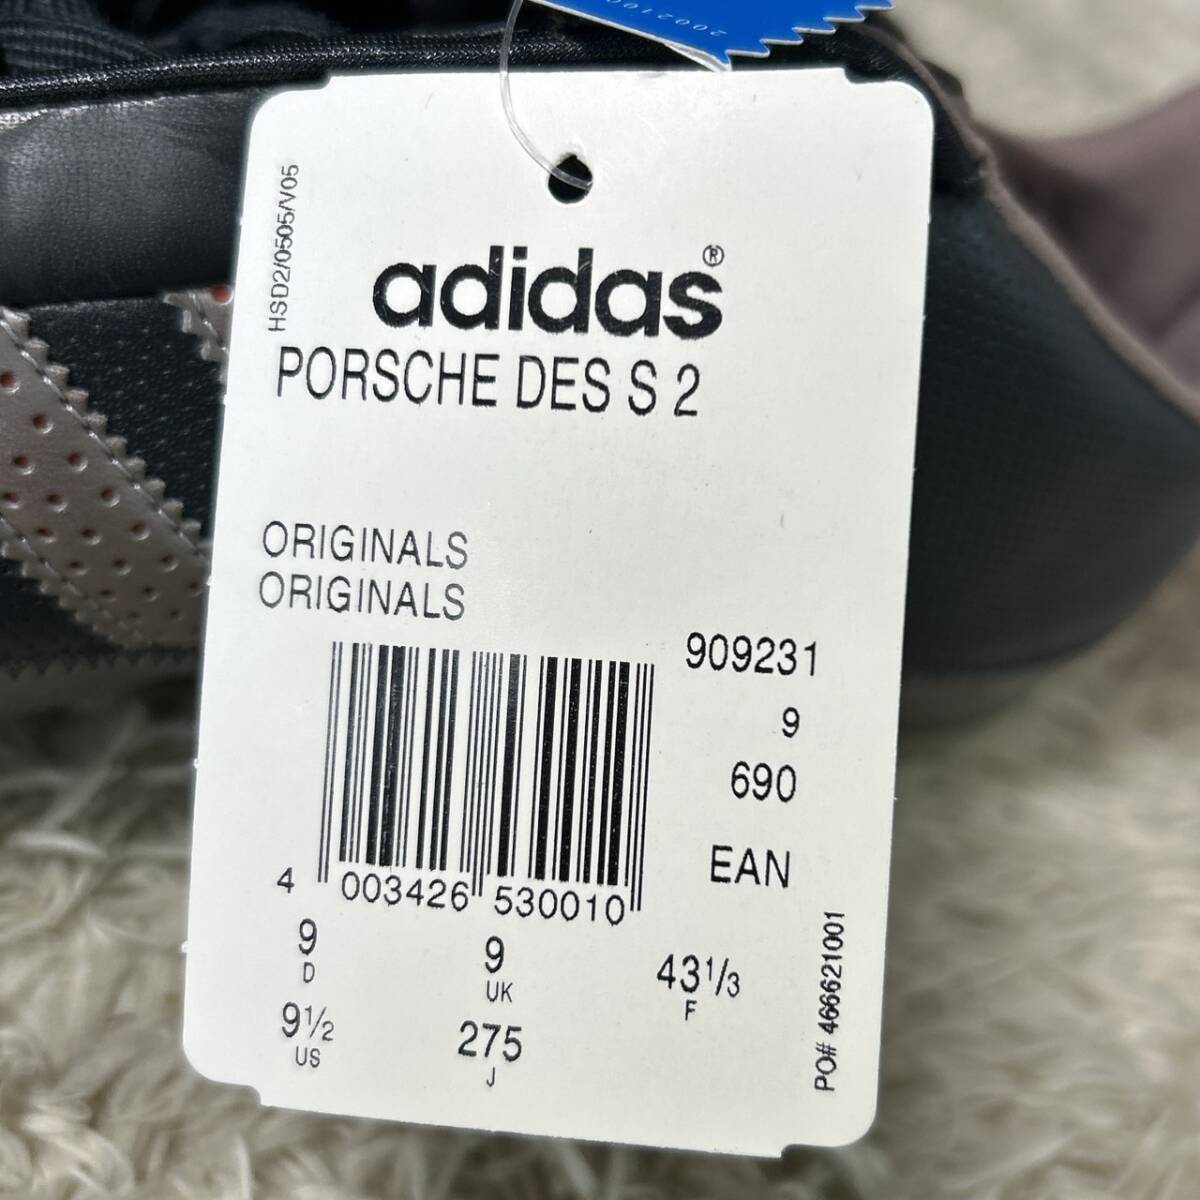 HSD2/0505/V05
adidas®
PORSCHE DES S 2
ORIGINALS
ORIGINALS
909231
9
690
EAN
4 003426 530010
9 D
9 UK
43 1/3 F
9 1/2 US
275 J
PO# 466621001